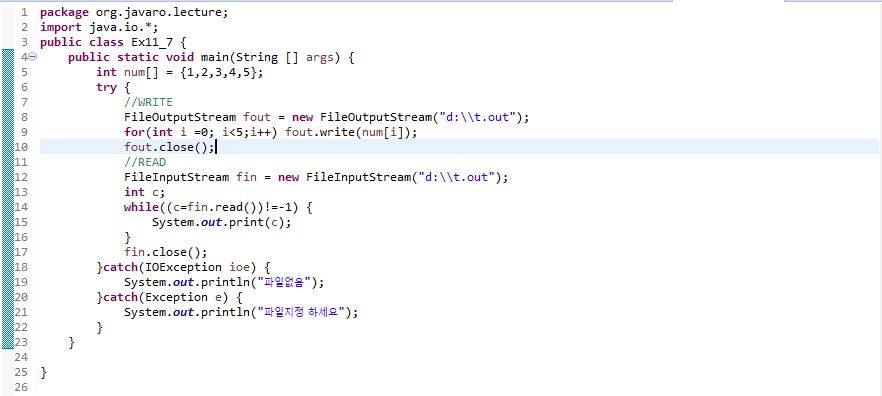 1 package org.javaro.lecture;
2 import java.io.*;
3 public class Ex11_7 {
4 public static void main(String [] args) {
5 int num[] = {1,2,3,4,5};
6 try {
7 //WRITE
8 FileOutputStream fout = new FileOutputStream("d:\\t.out");
9 for(int i =0; i<5;i++) fout.write(num[i]);
10 fout.close();
11 //READ
12 FileInputStream fin = new FileInputStream("d:\\t.out");
13 int c;
14 while((c=fin.read())!=-1) {
15 System.out.print(c);
16 }
17 fin.close();
18 }catch(IOException ioe) {
19 System.out.println("파일없음");
20 }catch(Exception e) {
21 System.out.println("파일지정 하세요");
22 }
23 }
24
25 }
26